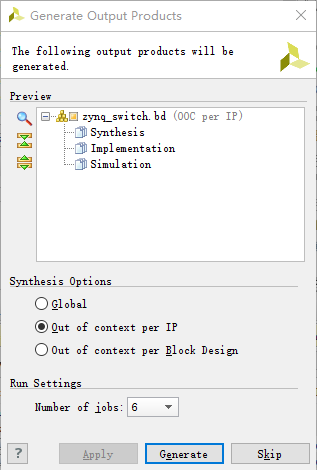 Generate Output Products
The following output products will be
generated.
Preview
zynq_switch.bd (OOC per IP)
Synthesis
Implementation
Simulation
Synthesis Options
Global
Out of context per IP
Out of context per Block Design
Run Settings
Number of jobs: 6
? Apply Generate Skip